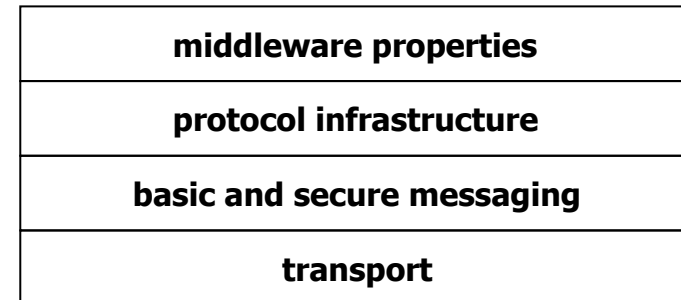 middleware properties
protocol infrastructure
basic and secure messaging
transport